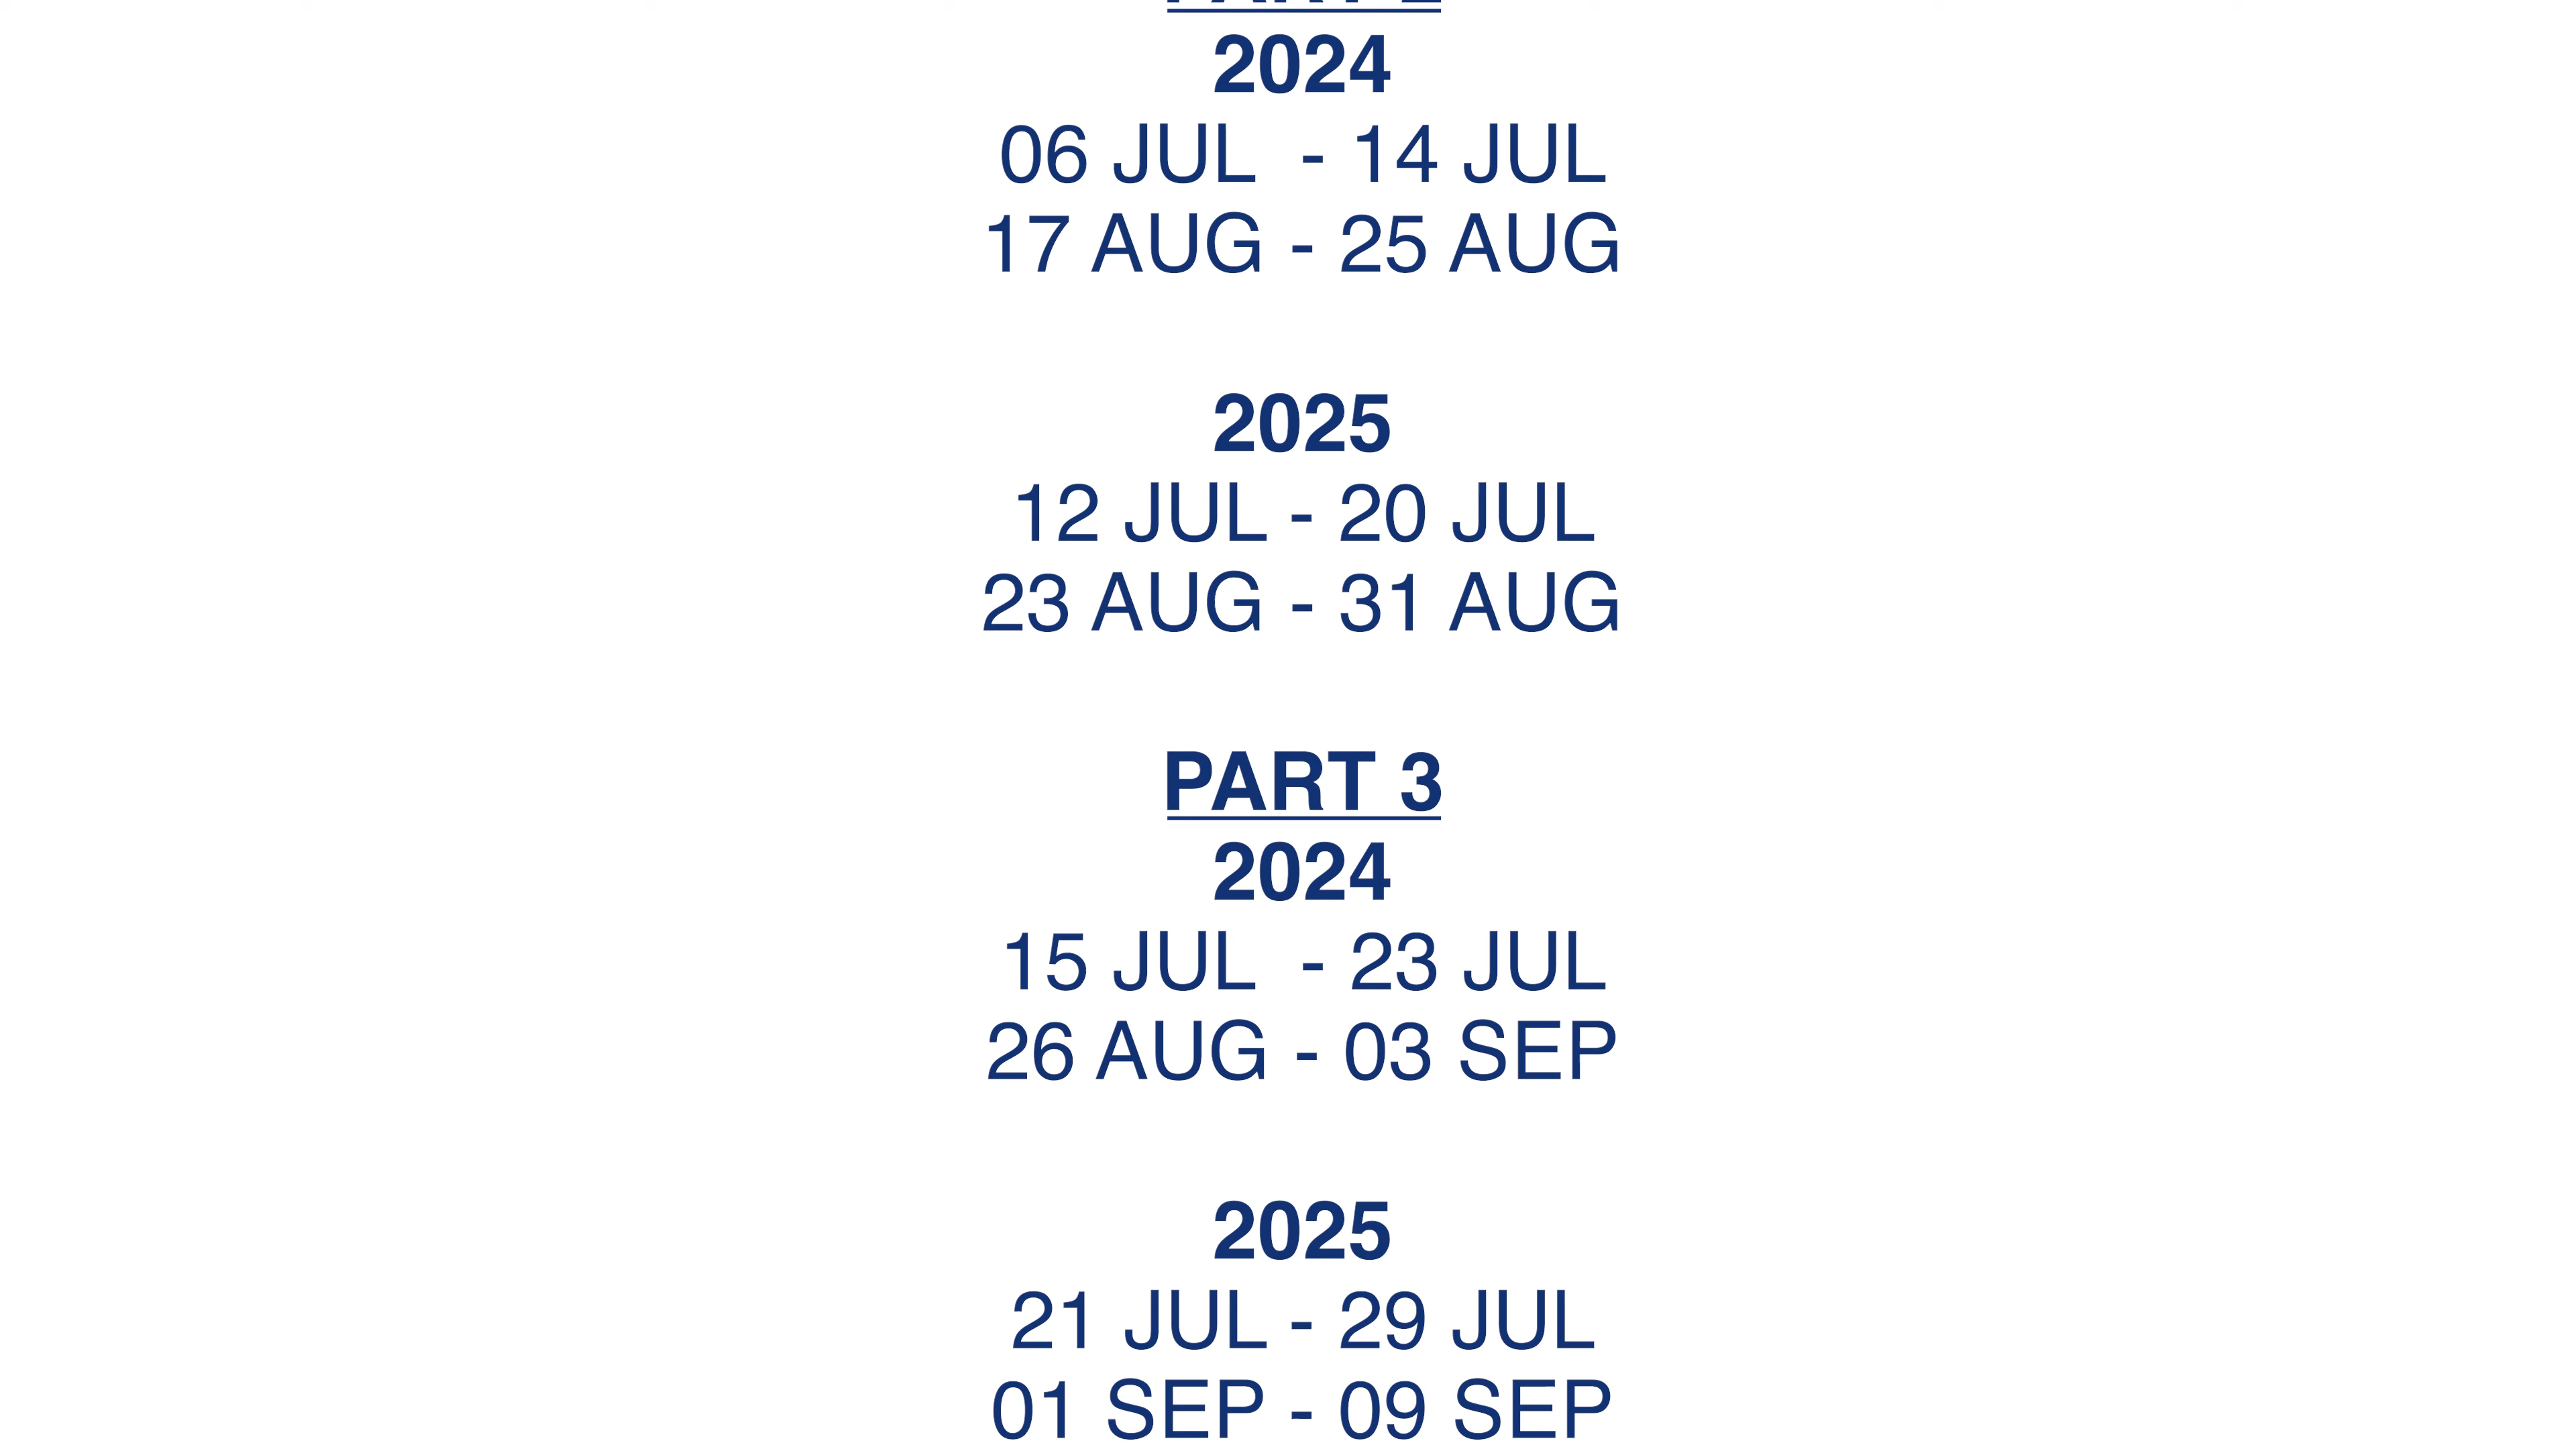 2024
06 JUL - 14 JUL
17 AUG - 25 AUG
2025
12 JUL - 20 JUL
23 AUG - 31 AUG
PART 3
2024
15 JUL - 23 JUL
26 AUG - 03 SEP
2025
21 JUL - 29 JUL
01 SEP - 09 SEP